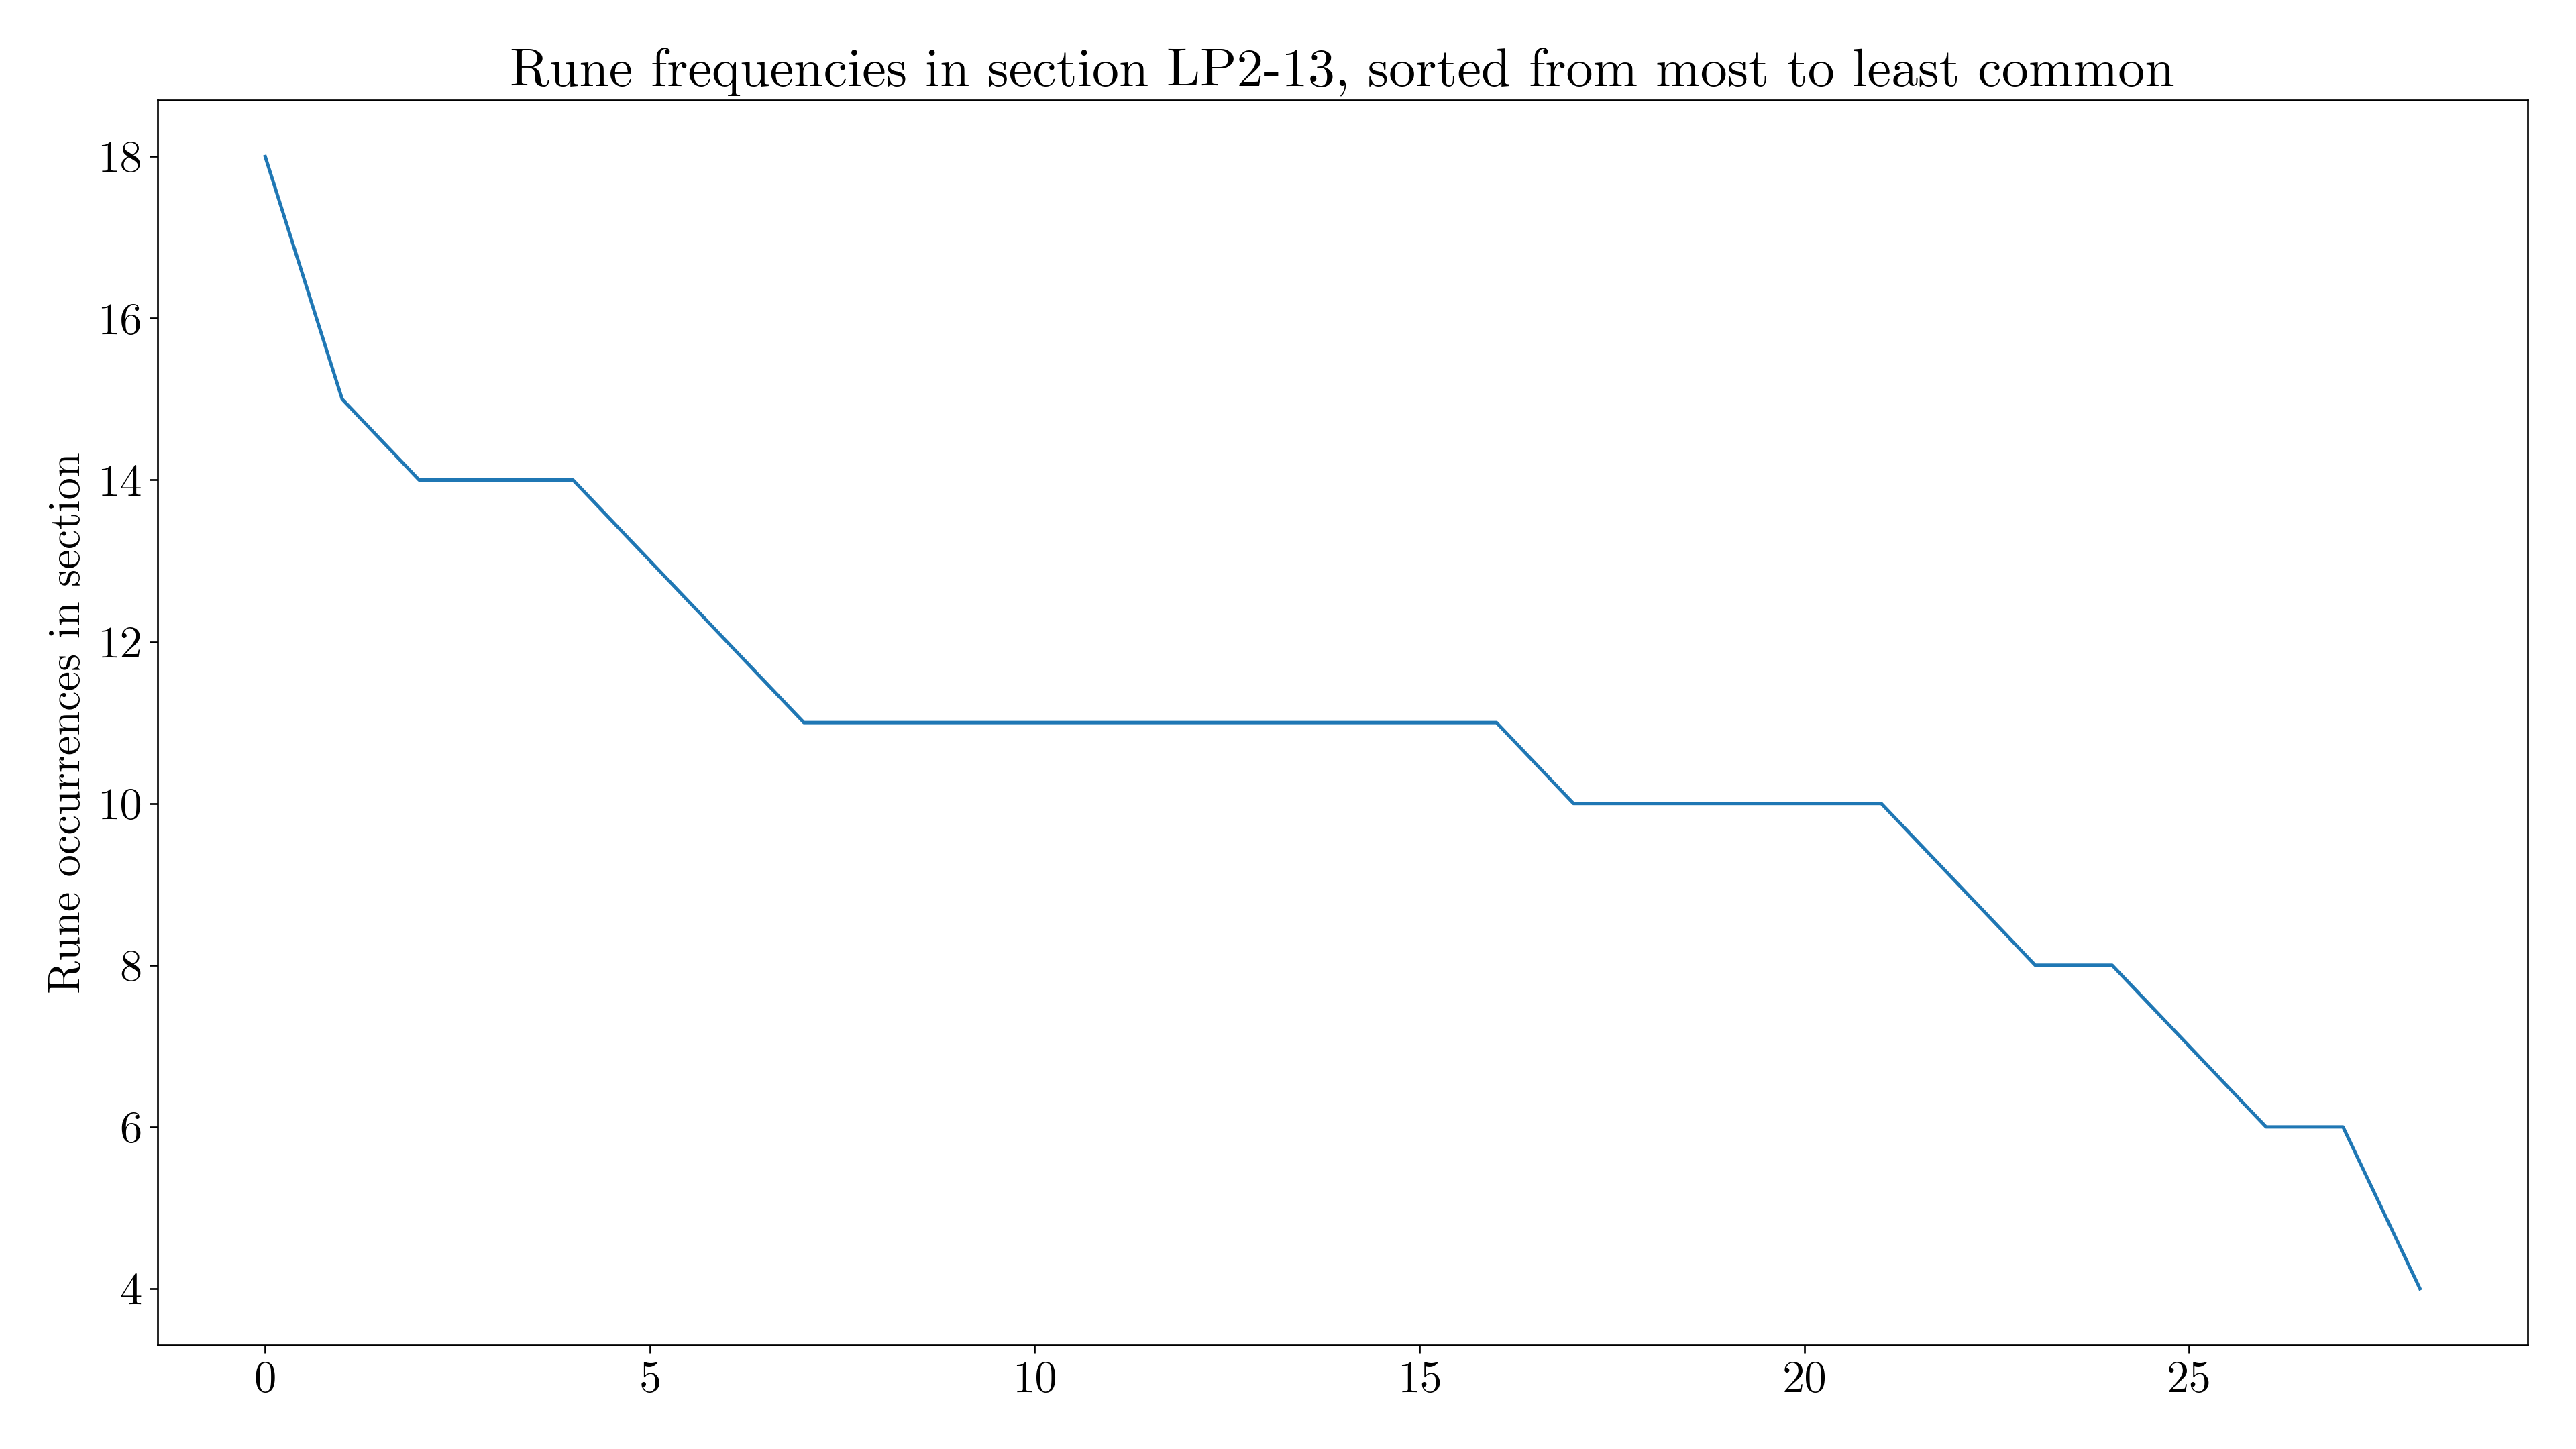 Rune frequencies in section LP2-13, sorted from most to least common
Rune occurrences in section
18
16
14
12
10
8
6
4
0 5 10 15 20 25